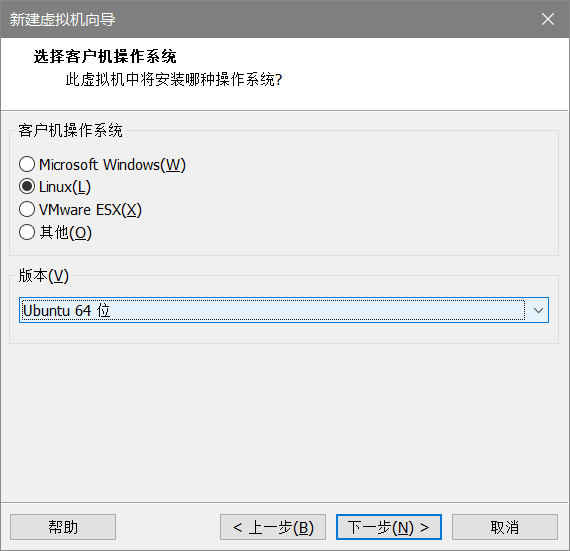 新建虚拟机向导
选择客户机操作系统
此虚拟机中将安装哪种操作系统?
客户机操作系统
Microsoft Windows(W)
Linux(L)
VMware ESX(X)
其他(O)
版本(V)
Ubuntu 64 位
帮助
< 上一步(B)
下一步(N) >
取消